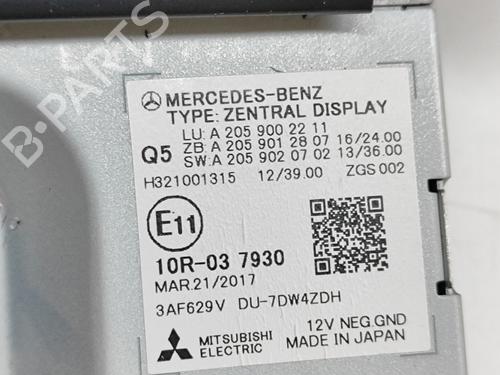 MERCEDES-BENZ
TYPE: ZENTRAL DISPLAY
LU: A 205 900 22 11
Q5 ZB: A 205 901 28 07 16/24.00
SW: A 205 902 07 02 13/36.00
H321001315 12/39.00 ZGS 002
E11
10R-03 7930
MAR.21/2017
3AF629V DU-7DW4ZDH
MITSUBISHI ELECTRIC
12V NEG.GND
MADE IN JAPAN
B